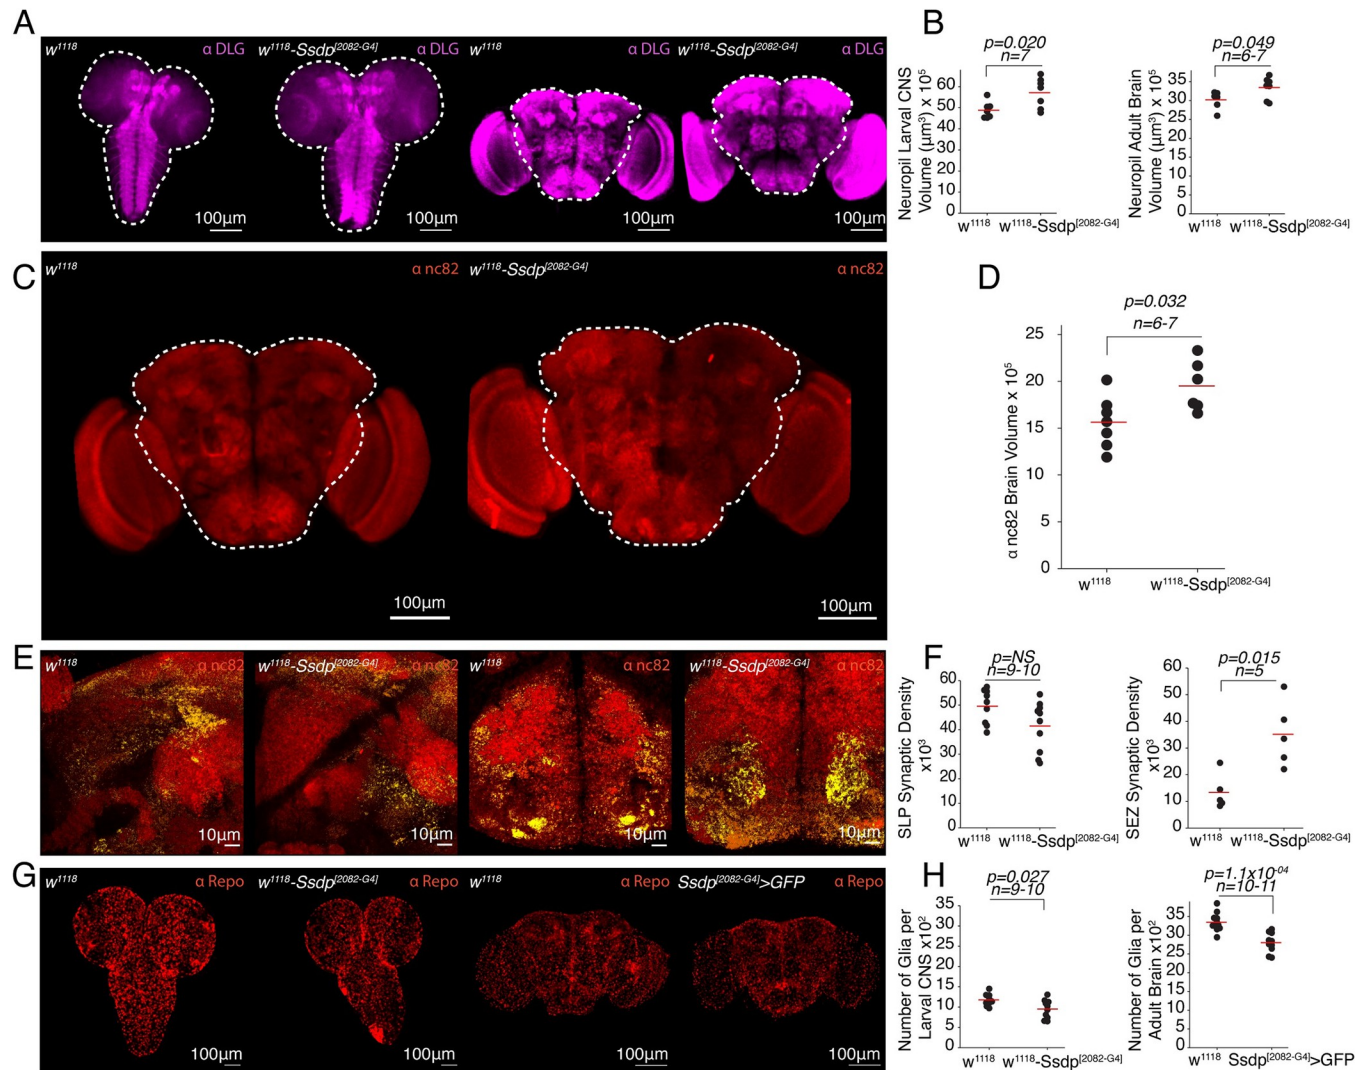 A
w1118
α DLG
w1118-Ssdp[2082-G4]
α DLG
w1118
α DLG
w1118-Ssdp[2082-G4]
α DLG
100µm
100µm
100µm
100µm
B
p=0.020
n=7
Neuropil Larval CNS
Volume (µm³) x 10⁵
60
50
40
30
20
10
0
w1118
w1118-Ssdp[2082-G4]
p=0.049
n=6-7
Neuropil Adult Brain
Volume (µm³) x 10⁵
35
30
25
20
15
10
5
0
w1118
w1118-Ssdp[2082-G4]
C
w1118
α nc82
w1118-Ssdp[2082-G4]
α nc82
100µm
100µm
D
p=0.032
n=6-7
α nc82 Brain Volume x 10⁵
25
20
15
10
5
0
w1118
w1118-Ssdp[2082-G4]
E
w1118
α nc82
w1118-Ssdp[2082-G4]
α nc82
w1118
α nc82
w1118-Ssdp[2082-G4]
α nc82
10µm
10µm
10µm
10µm
F
p=NS
n=9-10
SLP Synaptic Density
x10³
60
50
40
30
20
10
0
w1118
w1118-Ssdp[2082-G4]
p=0.015
n=5
SEZ Synaptic Density
x10³
60
50
40
30
20
10
0
w1118
w1118-Ssdp[2082-G4]
G
w1118
α Repo
w1118-Ssdp[2082-G4]
α Repo
w1118
α Repo
Ssdp[2082-G4]>GFP
α Repo
100µm
100µm
100µm
100µm
H
p=0.027
n=9-10
Number of Glia per
Larval CNS x10²
30
25
20
15
10
5
0
w1118
w1118-Ssdp[2082-G4]
p=1.1x10-04
n=10-11
Number of Glia per
Adult Brain x10²
35
30
25
20
15
10
5
0
w1118
Ssdp[2082-G4]>GFP